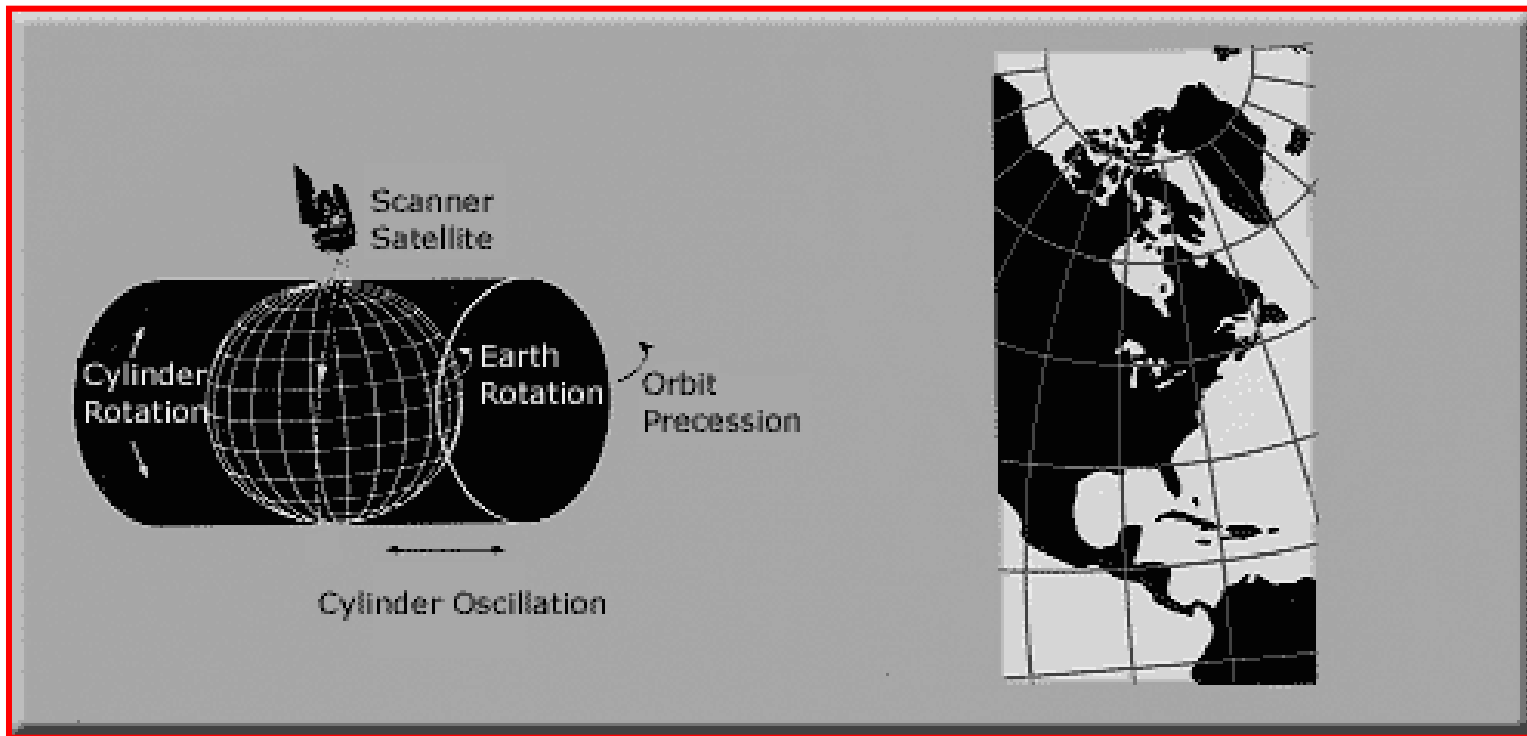 Scanner
Satellite
Cylinder
Rotation
Earth
Rotation
Orbit
Precession
Cylinder Oscillation